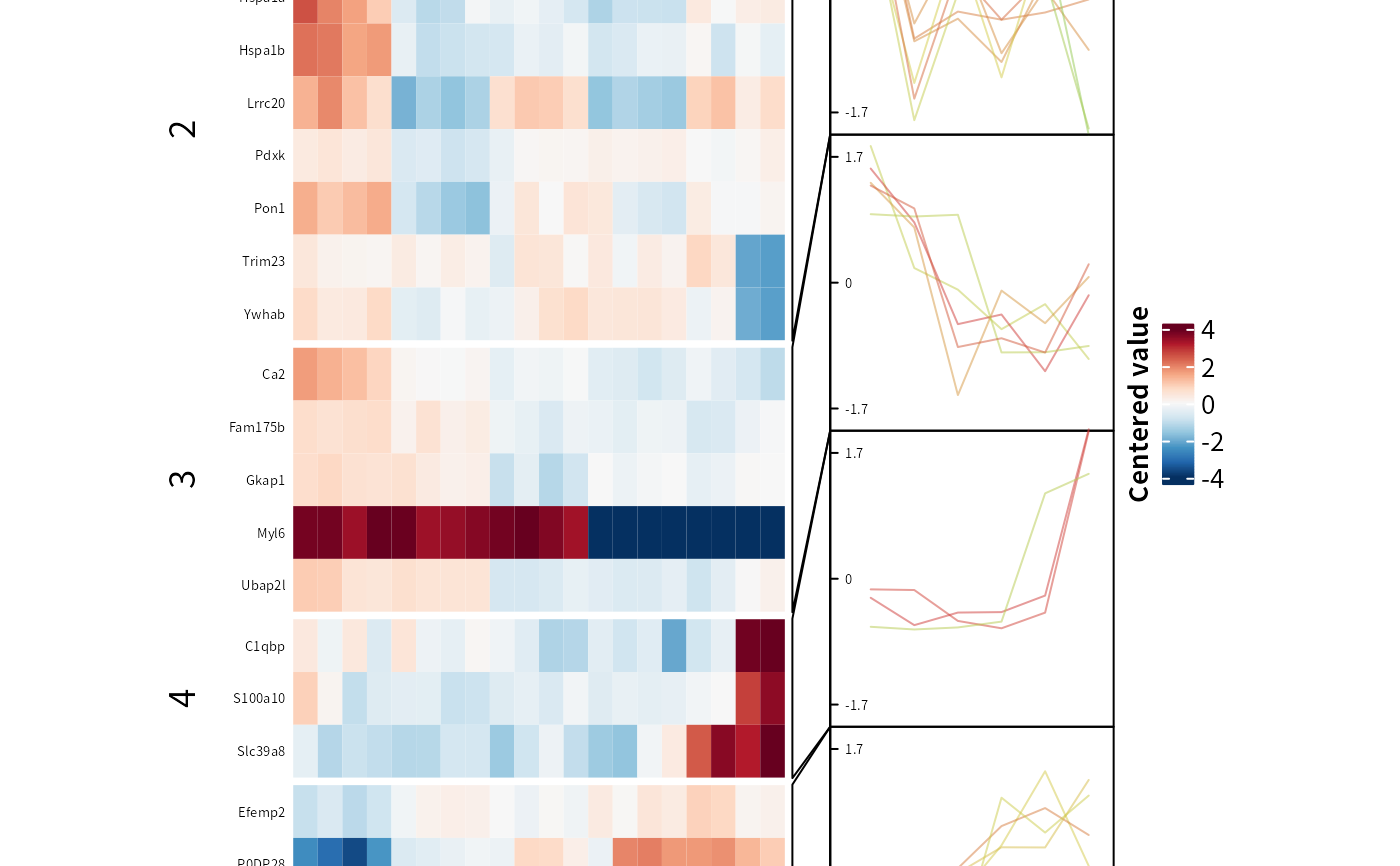 Hspa1b
Lrrc20
Pdxk
Pon1
Trim23
Ywhab
2
Ca2
Fam175b
Gkap1
Myl6
Ubap2l
3
C1qbp
S100a10
Slc39a8
4
Efemp2
P0DP28
-1.7
1.7
0
-1.7
1.7
0
-1.7
1.7
Centered value
4
2
0
-2
-4